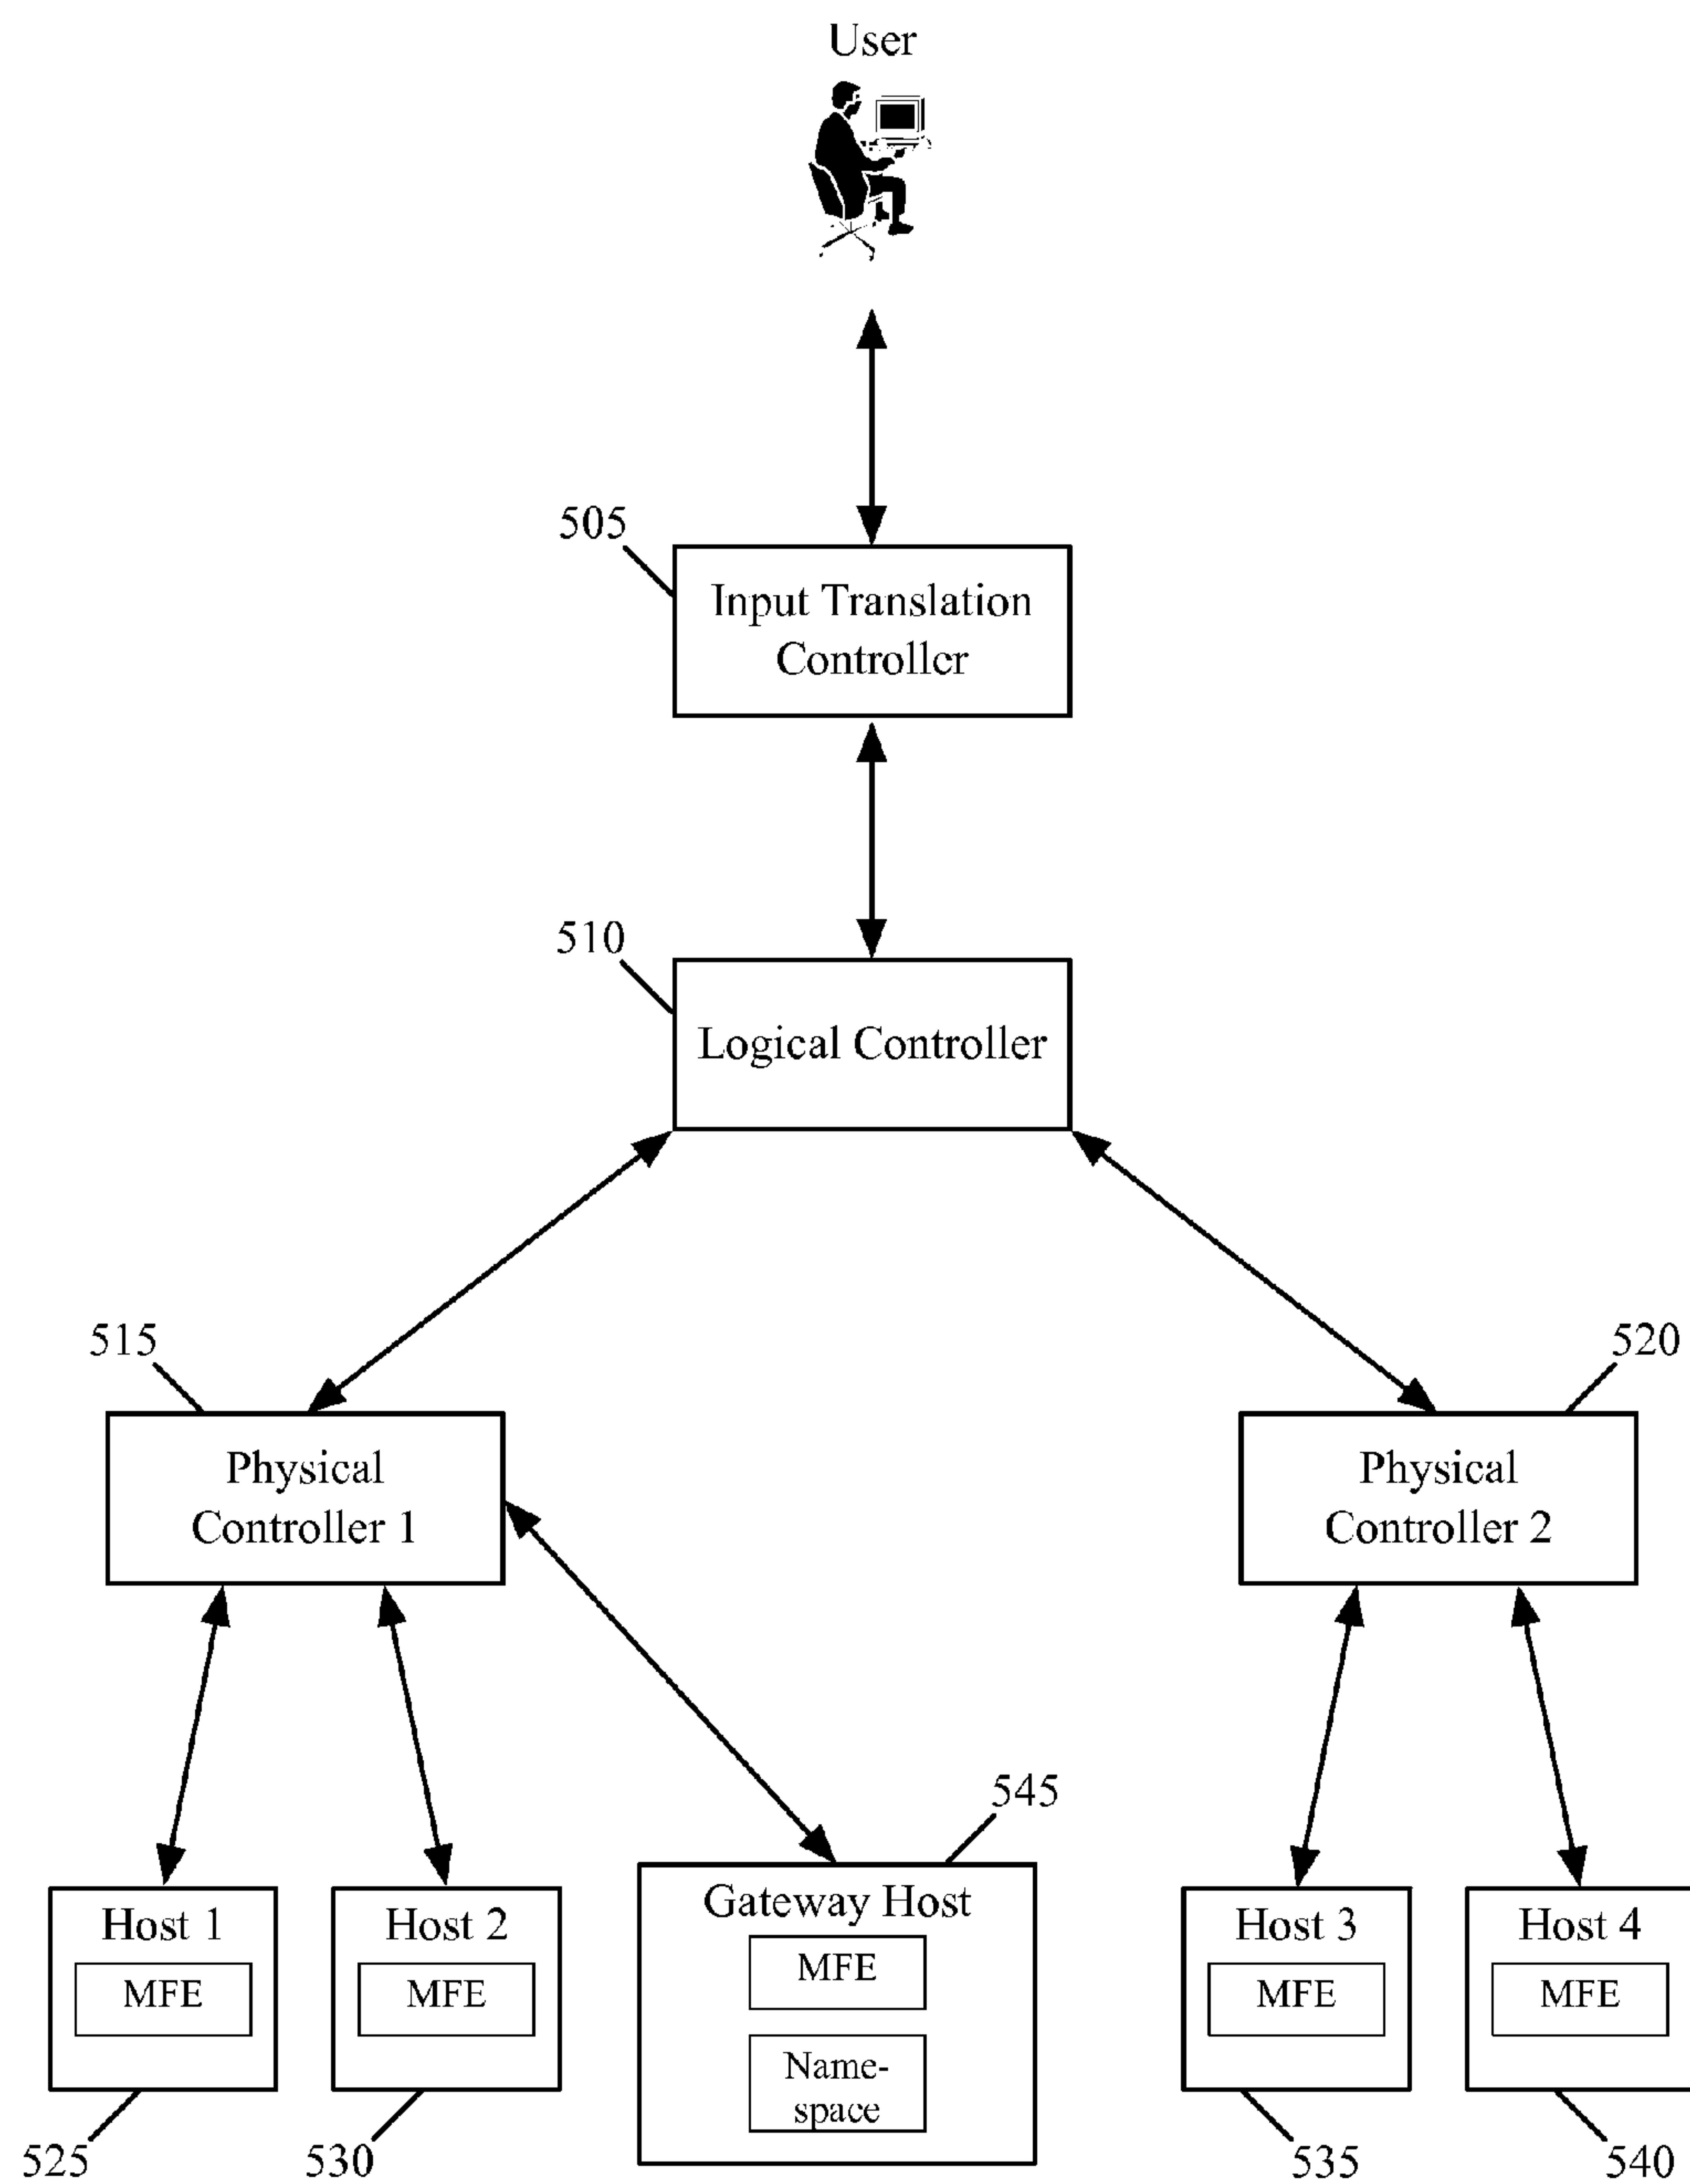 User
505
Input Translation
Controller
510
Logical Controller
515
520
Physical
Controller 1
Physical
Controller 2
545
Host 1
MFE
Host 2
MFE
Gateway Host
MFE
Name-
space
Host 3
MFE
Host 4
MFE
525
530
535
540